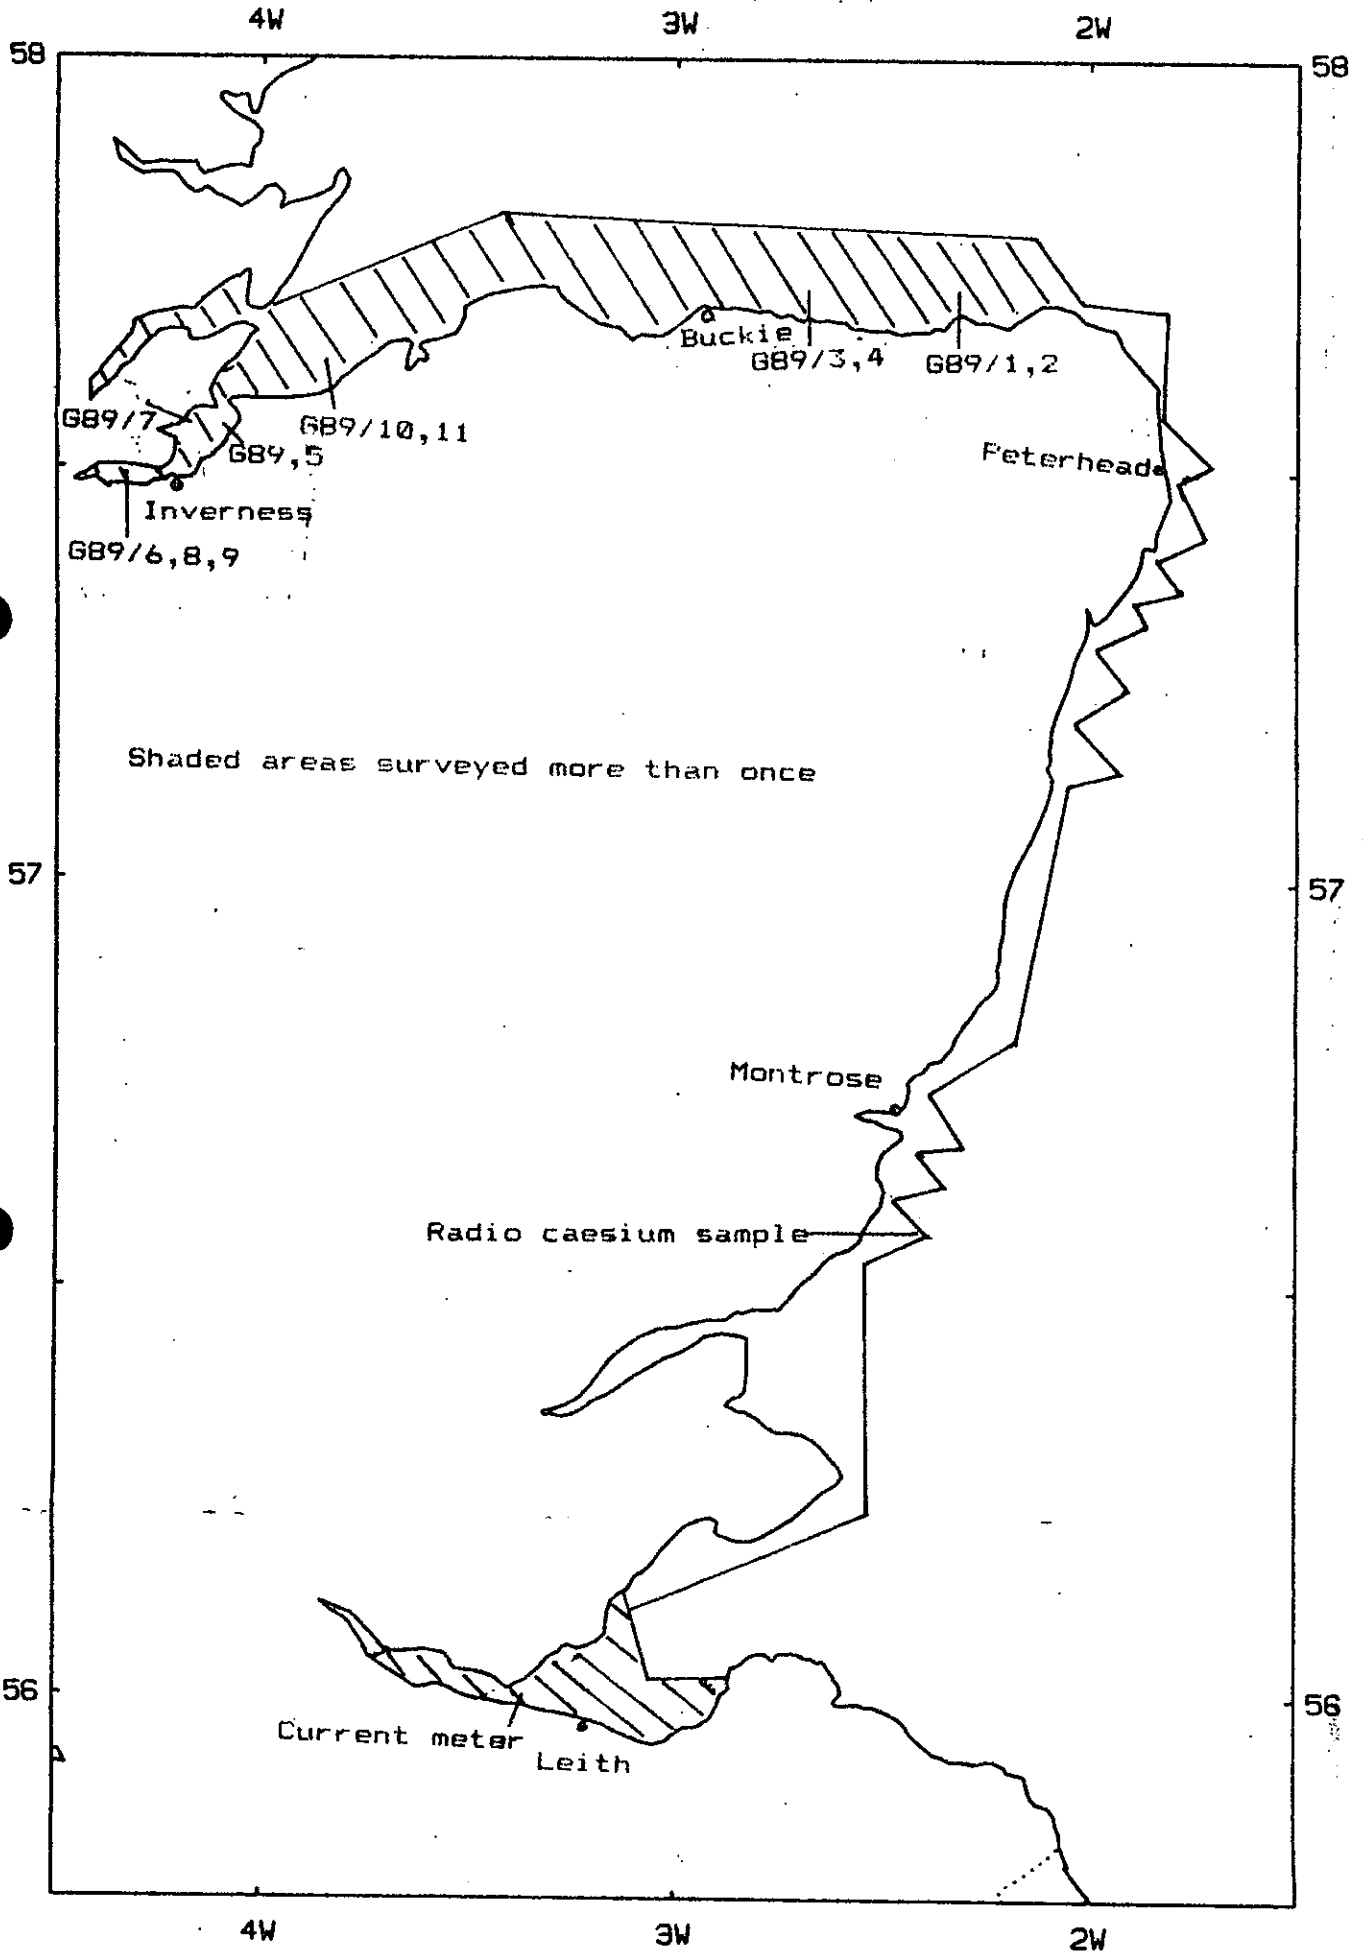 4W 3W 2W
58 58
Buckie
G89/3,4 G89/1,2
G89/7
G89/10,11
G89,5
Peterhead
Inverness
G89/6,8,9
Shaded areas surveyed more than once
57 57
Montrose
Radio caesium sample
56 56
Current meter
Leith
4W 3W 2W